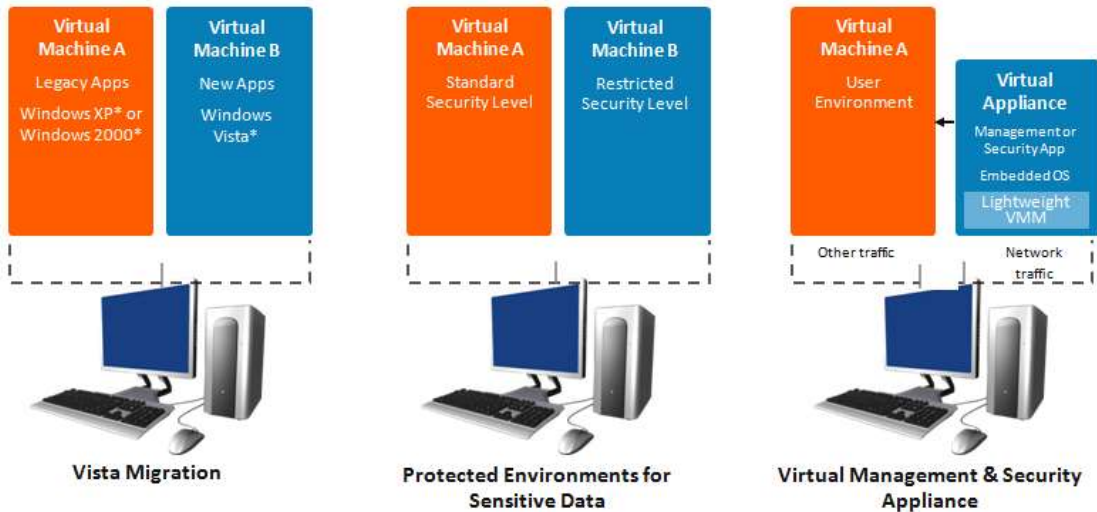 Virtual
Machine A
Legacy Apps
Windows XP* or
Windows 2000*
Virtual
Machine B
New Apps
Windows
Vista*
Vista Migration
Virtual
Machine A
Standard
Security Level
Virtual
Machine B
Restricted
Security Level
Protected Environments for
Sensitive Data
Virtual
Machine A
User
Environment
Virtual
Appliance
Management or
Security App
Embedded OS
Lightweight
VMM
Other traffic
Network
traffic
Virtual Management & Security
Appliance